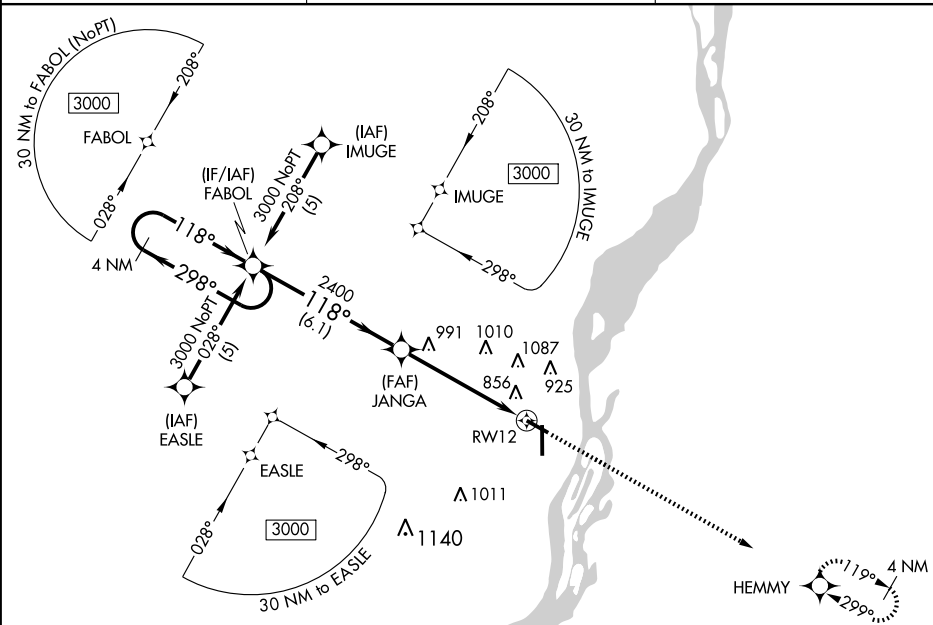 30 NM to FABOL (NoPT)
3000
208°
FABOL
028°
(IAF)
IMUGE
(IF/IAF)
FABOL
3000 NoPT
208°
(5)
208°
3000
30 NM to IMUGE
IMUGE
298°
118°
4 NM
298°
2400
118°
(6.1)
3000 NoPT
028°
(5)
991
1010
1087
856
925
(FAF)
JANGA
(IAF)
EASLE
RW12
298°
EASLE
028°
3000
30 NM to EASLE
1011
1140
HEMMY
119°
4 NM
299°